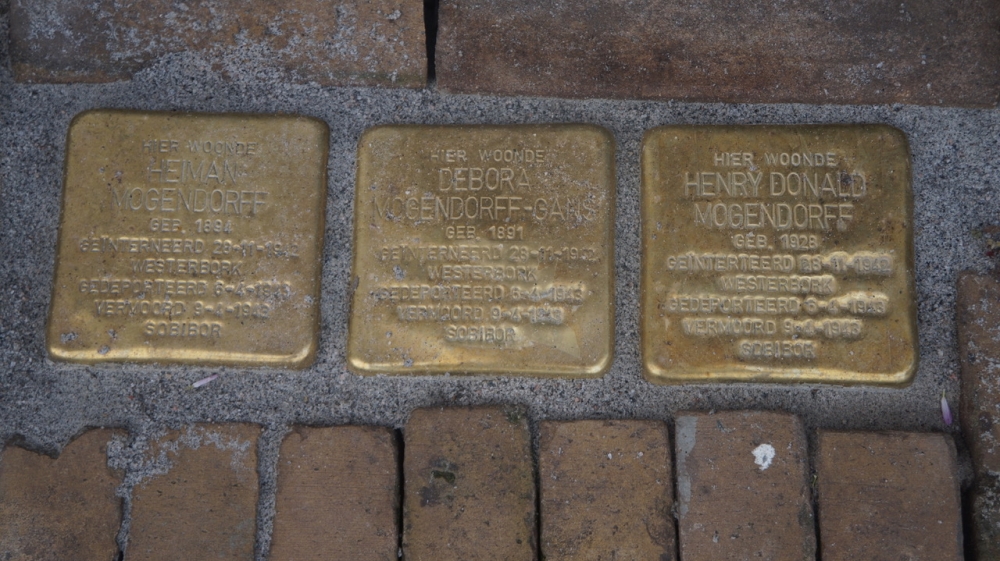 HIER WOONDE
HEIMAN
MOGENDORFF
GEB. 1894
GEÏNTERNEERD 28-11-1942
WESTERBORK
GEDEPORTEERD 6-4-1943
VERMOORD 9-4-1943
SOBIBOR
HIER WOONDE
DEBORA
MOGENDORFF-GANS
GEB. 1891
GEÏNTERNEERD 28-11-1942
WESTERBORK
GEDEPORTEERD 6-4-1943
VERMOORD 9-4-1943
SOBIBOR
HIER WOONDE
HENRY DONALD
MOGENDORFF
GEB. 1928
GEÏNTERTEERD 28-11-1942
WESTERBORK
GEDEPORTEERD 6-4-1943
VERMOORD 9-4-1943
SOBIBOR